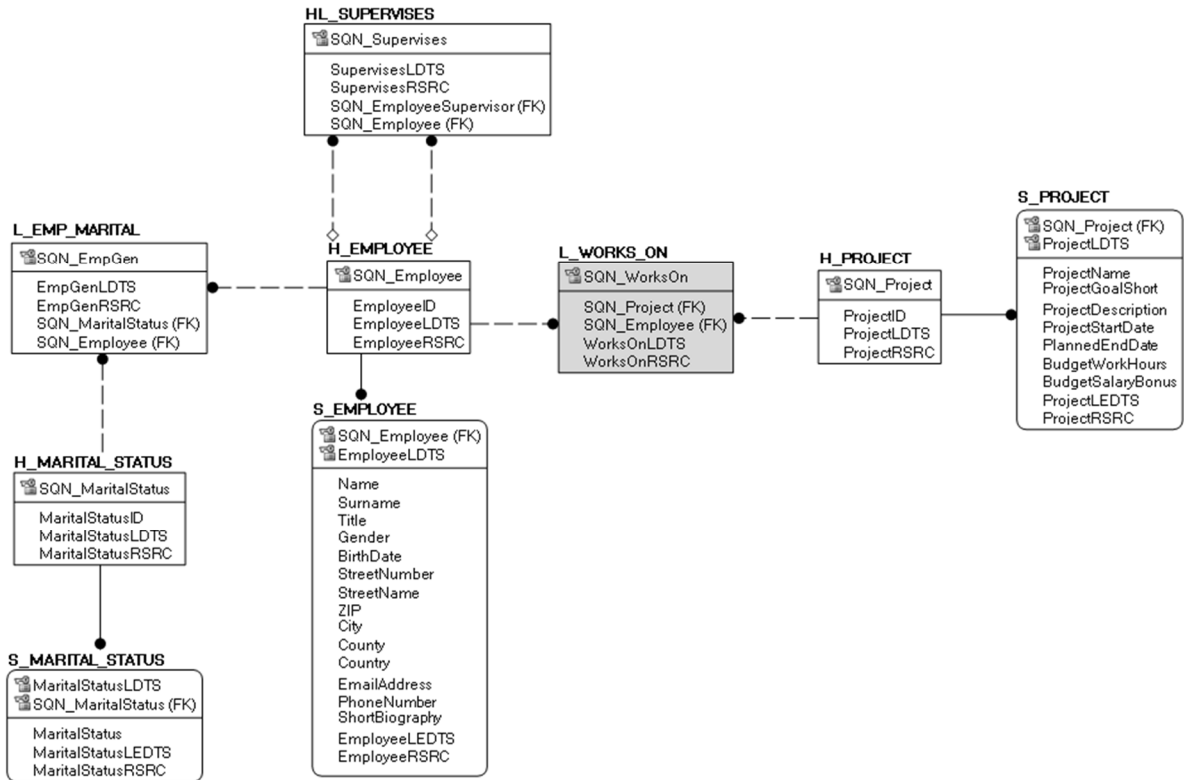 HL_SUPERVISES
SQN_Supervises
SupervisesLDTS
SupervisesRSRC
SQN_EmployeeSupervisor (FK)
SQN_Employee (FK)
L_EMP_MARITAL
SQN_EmpGen
EmpGenLDTS
EmpGenRSRC
SQN_MaritalStatus (FK)
SQN_Employee (FK)
H_EMPLOYEE
SQN_Employee
EmployeeID
EmployeeLDTS
EmployeeRSRC
L_WORKS_ON
SQN_WorksOn
SQN_Project (FK)
SQN_Employee (FK)
WorksOnLDTS
WorksOnRSRC
H_PROJECT
SQN_Project
ProjectID
ProjectLDTS
ProjectRSRC
S_PROJECT
SQN_Project (FK)
ProjectLDTS
ProjectName
ProjectGoalShort
ProjectDescription
ProjectStartDate
PlannedEndDate
BudgetWorkHours
BudgetSalaryBonus
ProjectLEDTS
ProjectRSRC
H_MARITAL_STATUS
SQN_MaritalStatus
MaritalStatusID
MaritalStatusLDTS
MaritalStatusRSRC
S_EMPLOYEE
SQN_Employee (FK)
EmployeeLDTS
Name
Surname
Title
Gender
BirthDate
StreetNumber
StreetName
ZIP
City
County
Country
EmailAddress
PhoneNumber
ShortBiography
EmployeeLEDTS
EmployeeRSRC
S_MARITAL_STATUS
MaritalStatusLDTS
SQN_MaritalStatus (FK)
MaritalStatus
MaritalStatusLEDTS
MaritalStatusRSRC